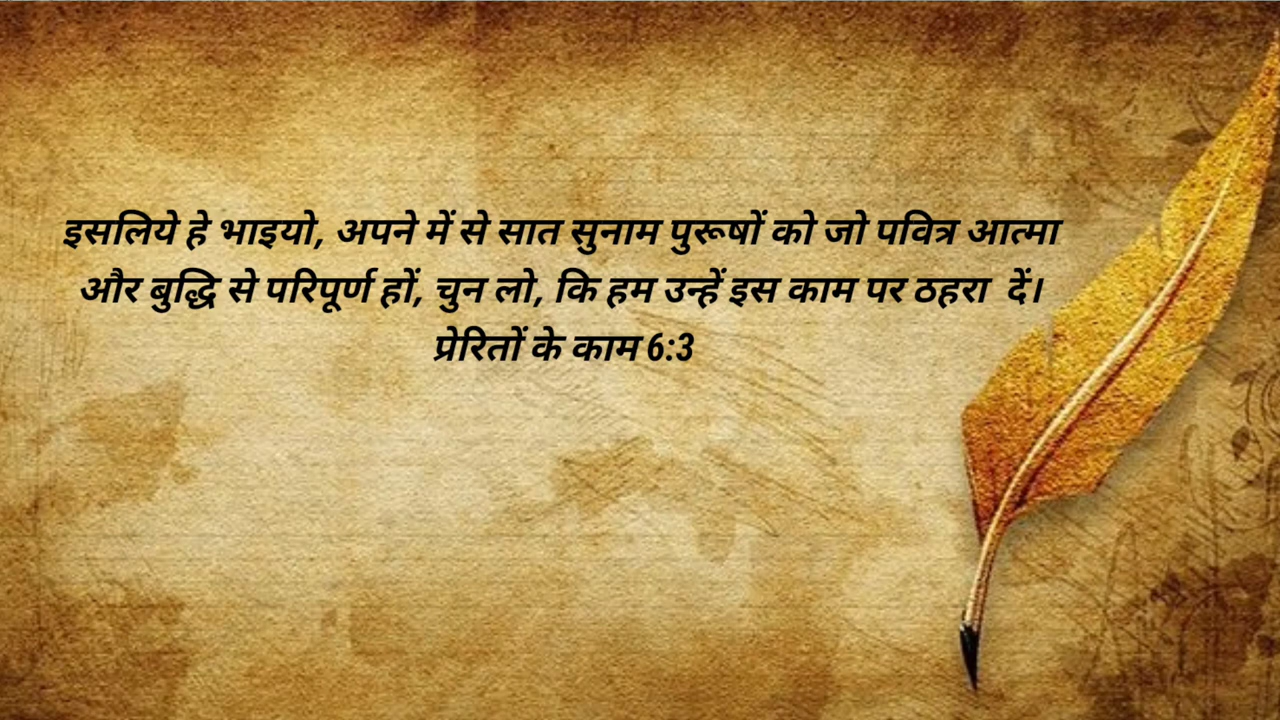 इसलिये हे भाइयो, अपने में से सात सुनाम पुरूषों को जो पवित्र आत्मा
और बुद्धि से परिपूर्ण हों, चुन लो, कि हम उन्हें इस काम पर ठहरा  दें।
प्रेरितों के काम 6:3